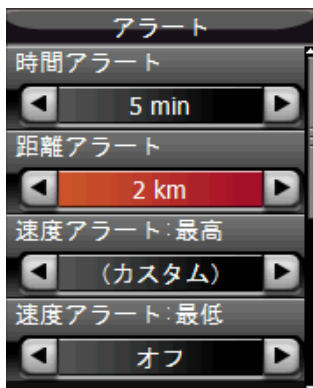 アラート
時間アラート
5 min
距離アラート
2 km
速度アラート:最高
(カスタム)
速度アラート:最低
オフ